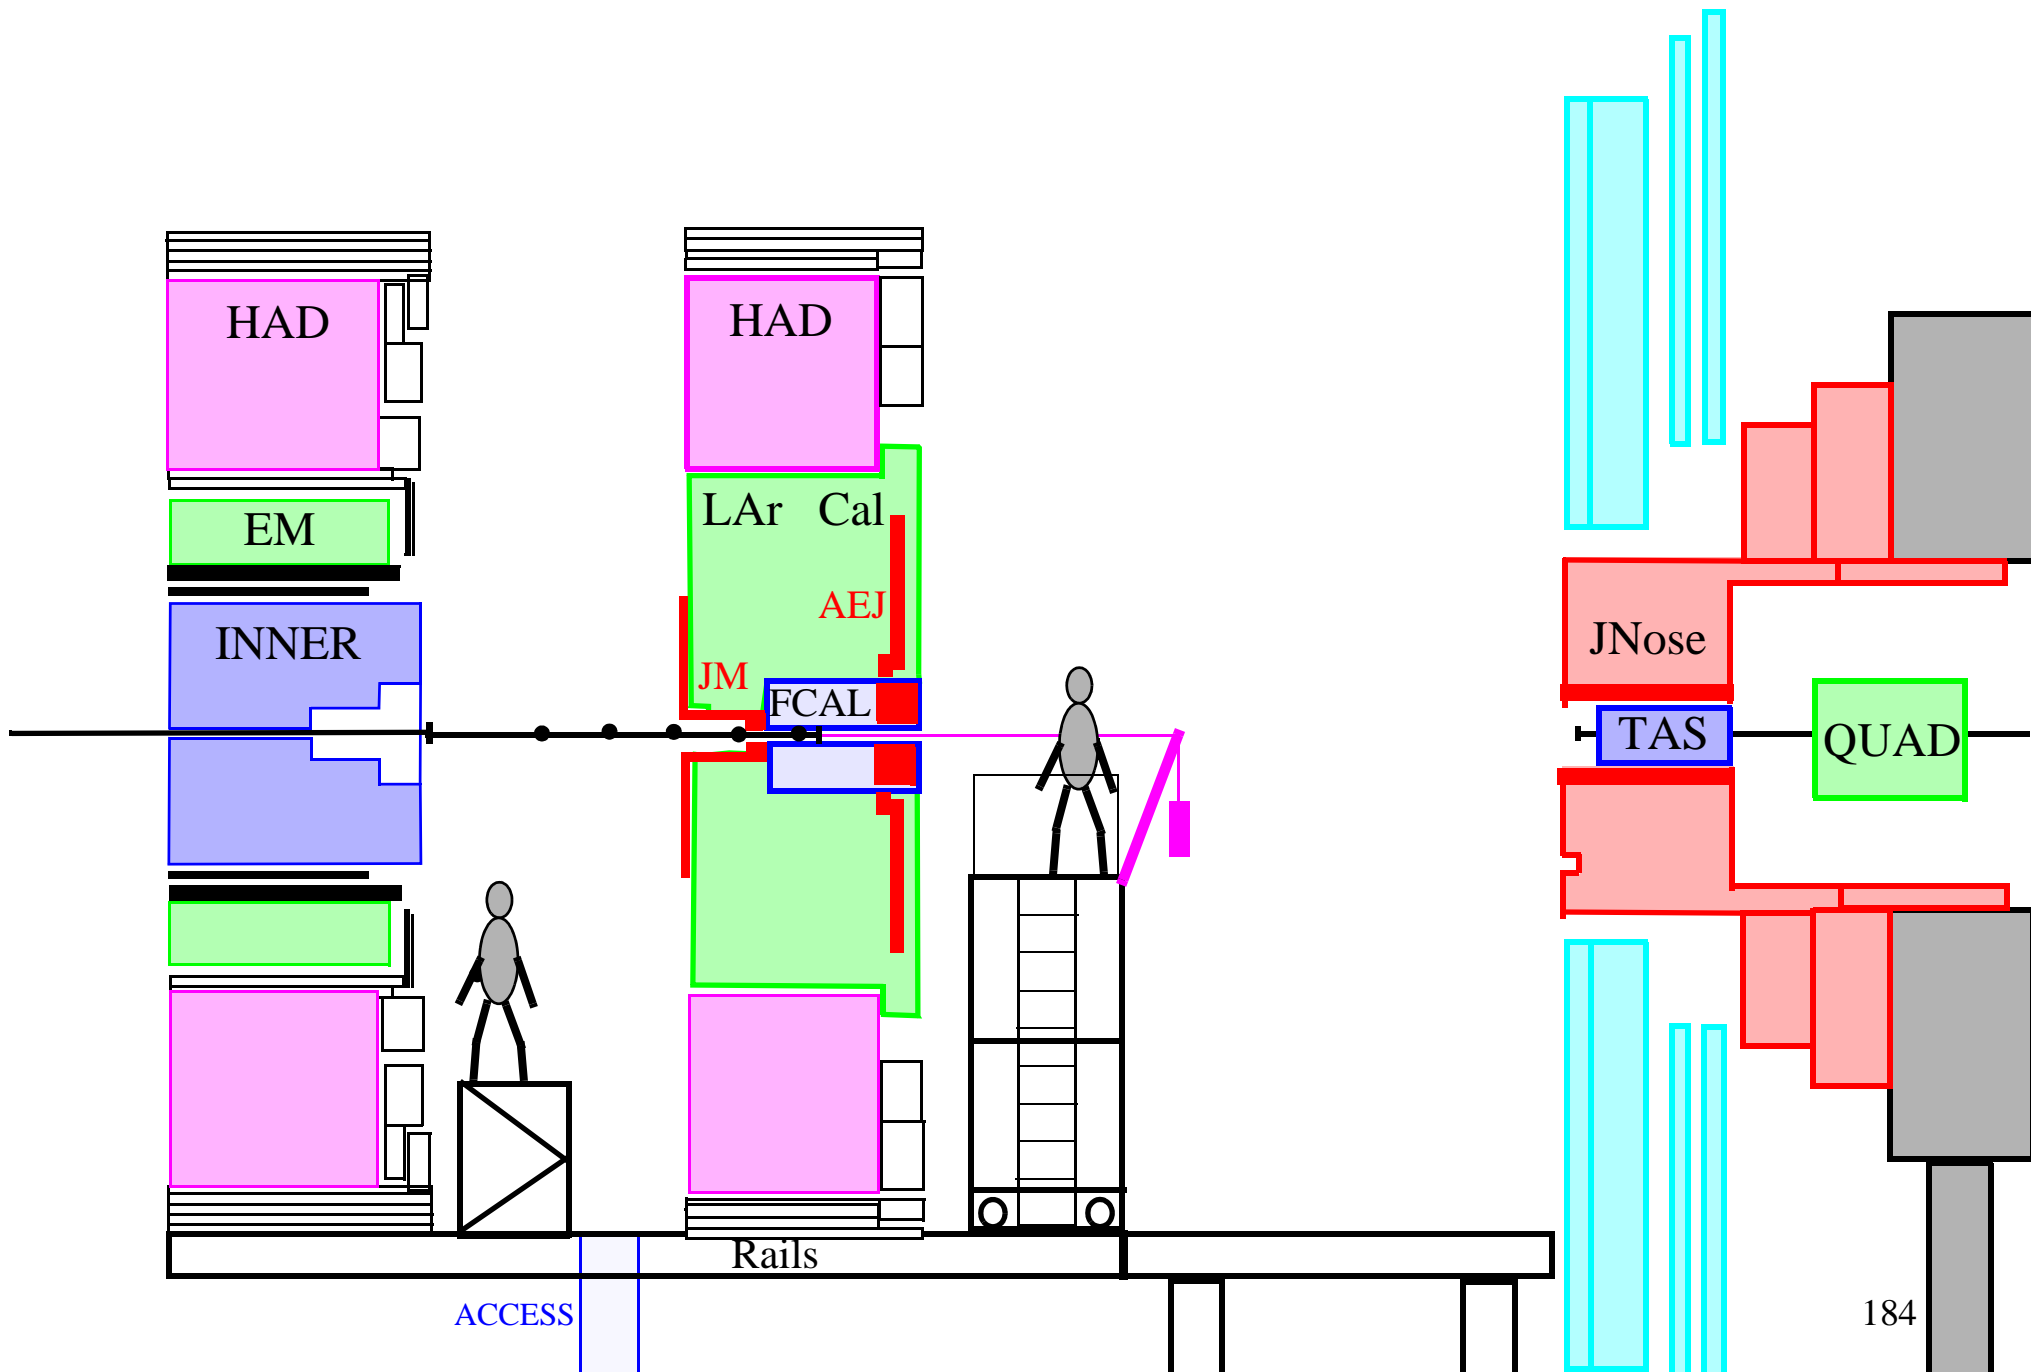 HAD
HAD
LAr Cal
EM
AEJ
INNER
JNose
JM
FCAL
TAS
QUAD
Rails
ACCESS
184